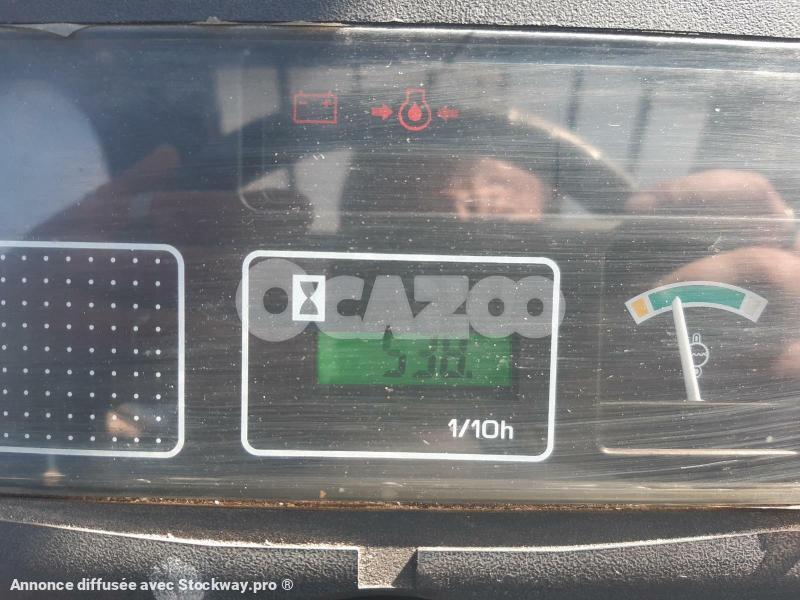 OCAZOO
1/10h
Annonce diffusée avec Stockway.pro ®